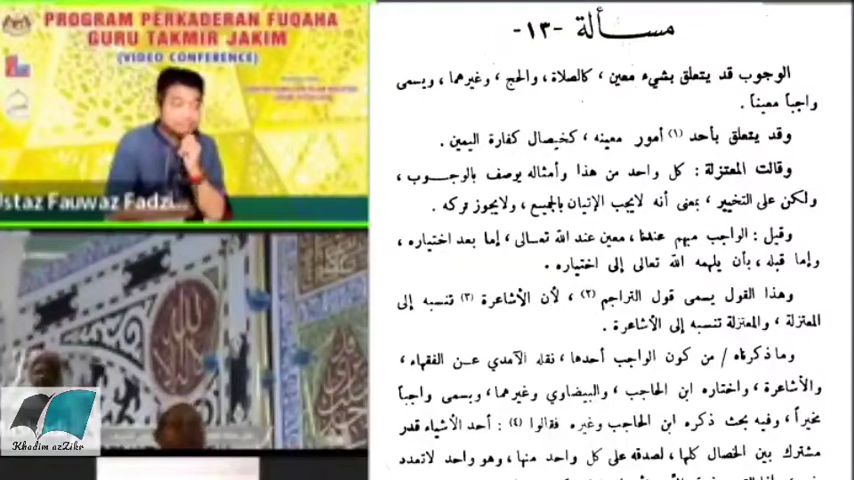 PROGRAM PERKADERAN FUQAHA
GURU TAKMIR JAKIM
(VIDEO CONFERENCE)
Ustaz Fauwaz Fadzi...
Khadim azZikr
مسألة -١٣-
الوجوب قد يتعلق بشيء معين ، كالصلاة ، والحج ، وغيرهما ، ويسمى
واجباً معيناً .
وقد يتعلق بأحد (١) أمور معينه ، كخصال كفارة اليمين .
وقالت المعتزلة : كل واحد من هذا وأمثاله يوصف بالوجوب ،
ولكن على التخيير ، بمعنى أنه لا يجب الإتيان بالجميع ، ولا يجوز تركه .
وقيل : الواجب مبهم عندنا ، معين عند الله تعالى ، إما بعد اختياره ،
وإما قبله ، بأن يلهمه الله تعالى إلى اختياره .
وهذا القول يسمى قول التراجم (٢) ، لأن الأشاعرة (٣) تنسبه إلى
المعتزلة ، والمعتزلة تنسبه إلى الأشاعرة .
وما ذكرناه / من كون الواجب أحدها ، نقله الآمدي عن الفقهاء ،
والأشاعرة ، واختاره ابن الحاجب ، والبيضاوي وغيرهما ، ويسمى واجباً
مخيراً ، وفيه بحث ذكره ابن الحاجب وغيره فقالوا (٤) : أحد الأشياء قدر
مشترك بين الخصال كلها ، لصدقه على كل واحد منها ، وهو واحد لا تعدد